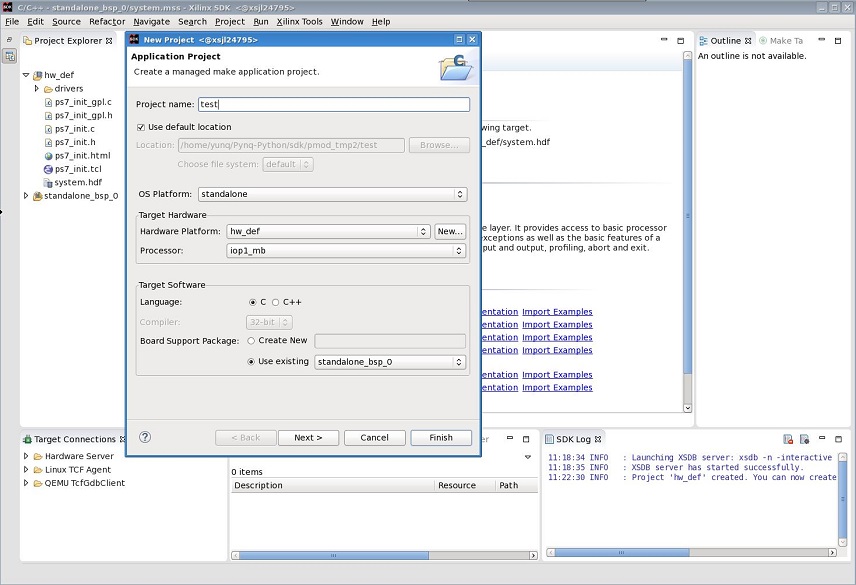 C/C++ - standalone_bsp_0/system.mss - Xilinx SDK <@xsjl24795>
File Edit Source Refactor Navigate Search Project Run Xilinx Tools Window Help
Project Explorer
hw_def
drivers
ps7_init_gpl.c
ps7_init_gpl.h
ps7_init.c
ps7_init.h
ps7_init.html
ps7_init.tcl
system.hdf
standalone_bsp_0
New Project <@xsjl24795>
Application Project
Create a managed make application project.
Project name: test
Use default location
Location: /home/yunq/Pynq-Python/sdk/pmod_tmp2/test Browse...
Choose file system: default
OS Platform: standalone
Target Hardware
Hardware Platform: hw_def New...
Processor: iop1_mb
Target Software
Language: C C++
Compiler: 32-bit
Board Support Package: Create New
Use existing standalone_bsp_0
< Back Next > Cancel Finish
wing target.
_def/system.hdf
e layer. It provides access to basic processor
exceptions as well as the basic features of a
put and output, profiling, abort and exit.
entation Import Examples
entation Import Examples
entation Import Examples
entation Import Examples
entation Import Examples
entation Import Examples
Outline Make Ta
An outline is not available.
Target Connections
Hardware Server
Linux TCF Agent
QEMU TcfGdbClient
er
0 items
Description Resource Path
SDK Log
11:18:34 INFO : Launching XSDB server: xsdb -n -interactive
11:18:35 INFO : XSDB server has started successfully.
11:22:30 INFO : Project 'hw_def' created. You can now create